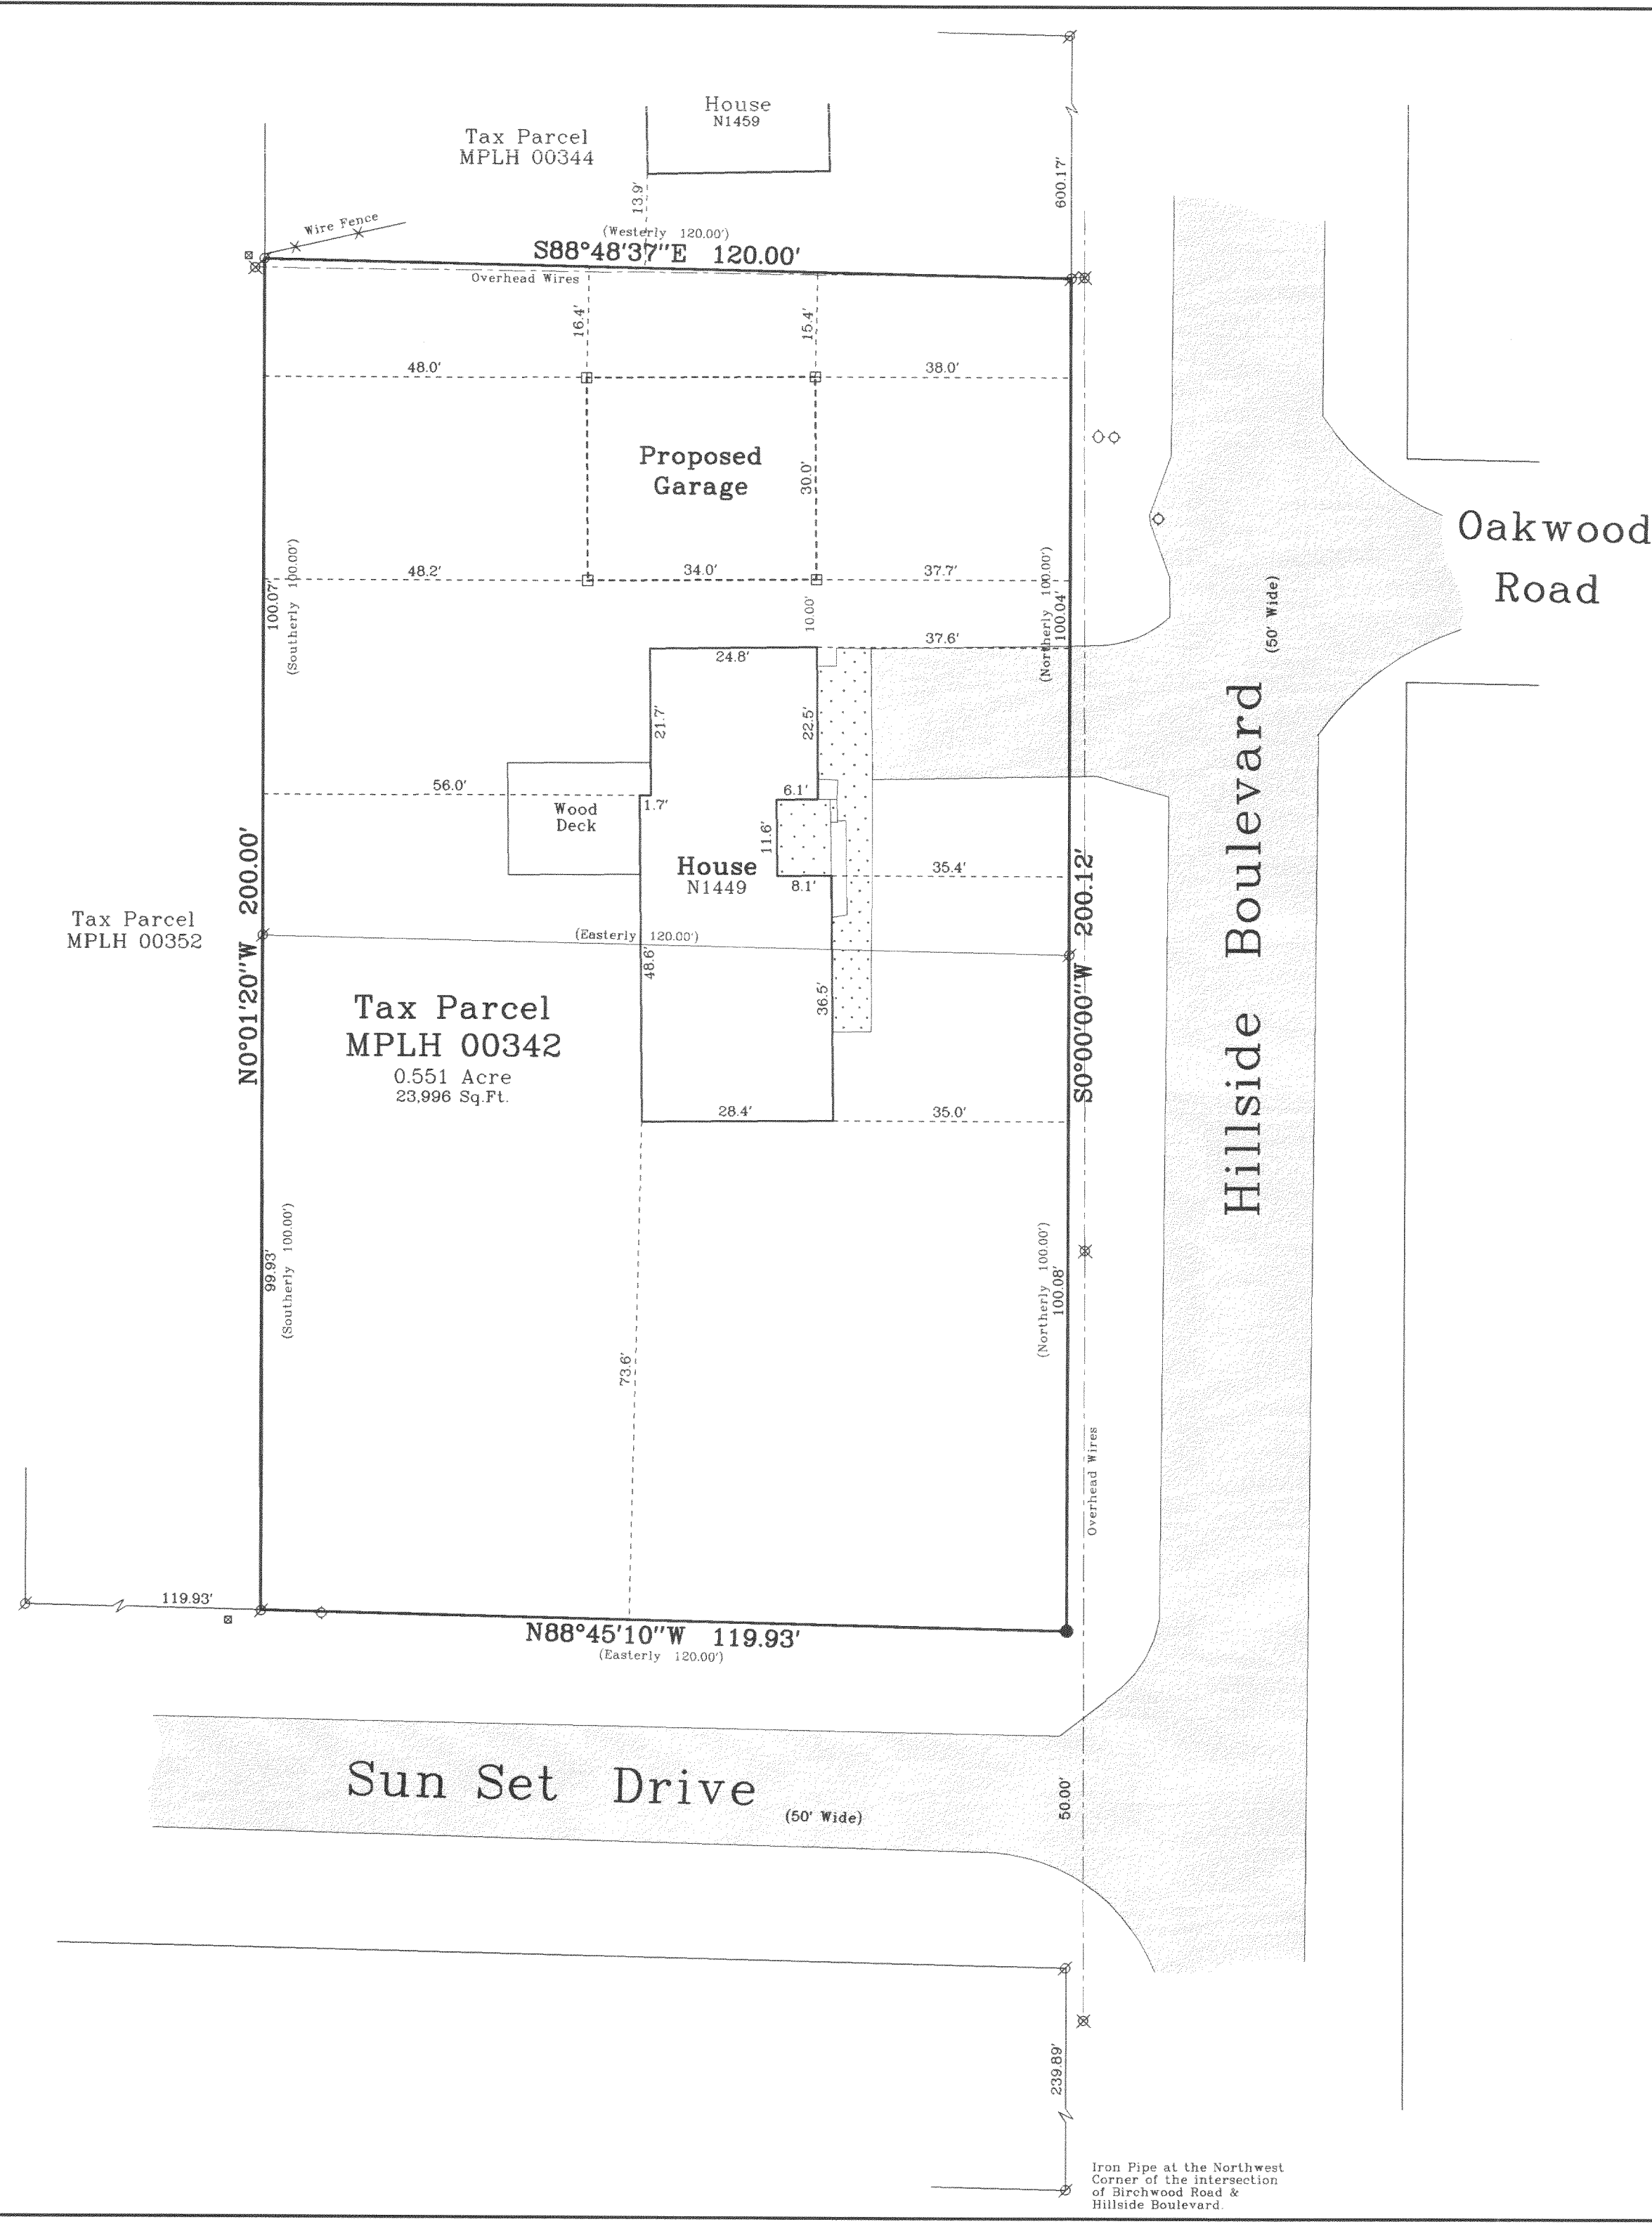 House
N1459
Tax Parcel
MPLH 00344
13.9'
600.17'
Wire Fence
(Westerly 120.00')
S88°48'37"E 120.00'
Overhead Wires
16.4'
15.4'
48.0'
38.0'
Proposed
Garage
30.0'
34.0'
48.2'
37.7'
Oakwood
Road
(50' Wide)
100.07'
(Southerly 100.00')
10.00'
(Northerly 100.00')
100.04'
37.6'
24.8'
21.7'
22.5'
56.0'
1.7'
6.1'
Wood
Deck
11.6'
House
N1449
8.1'
35.4'
Hillside Boulevard
N0°01'20"W 200.00'
S0°00'00"W 200.12'
Tax Parcel
MPLH 00352
(Easterly 120.00')
48.6'
36.5'
Tax Parcel
MPLH 00342
0.551 Acre
23,996 Sq.Ft.
28.4'
35.0'
99.93'
(Southerly 100.00')
(Northerly 100.00')
100.08'
73.6'
Overhead Wires
119.93'
N88°45'10"W 119.93'
(Easterly 120.00')
Sun Set Drive
(50' Wide)
50.00'
239.89'
Iron Pipe at the Northwest
Corner of the intersection
of Birchwood Road &
Hillside Boulevard.